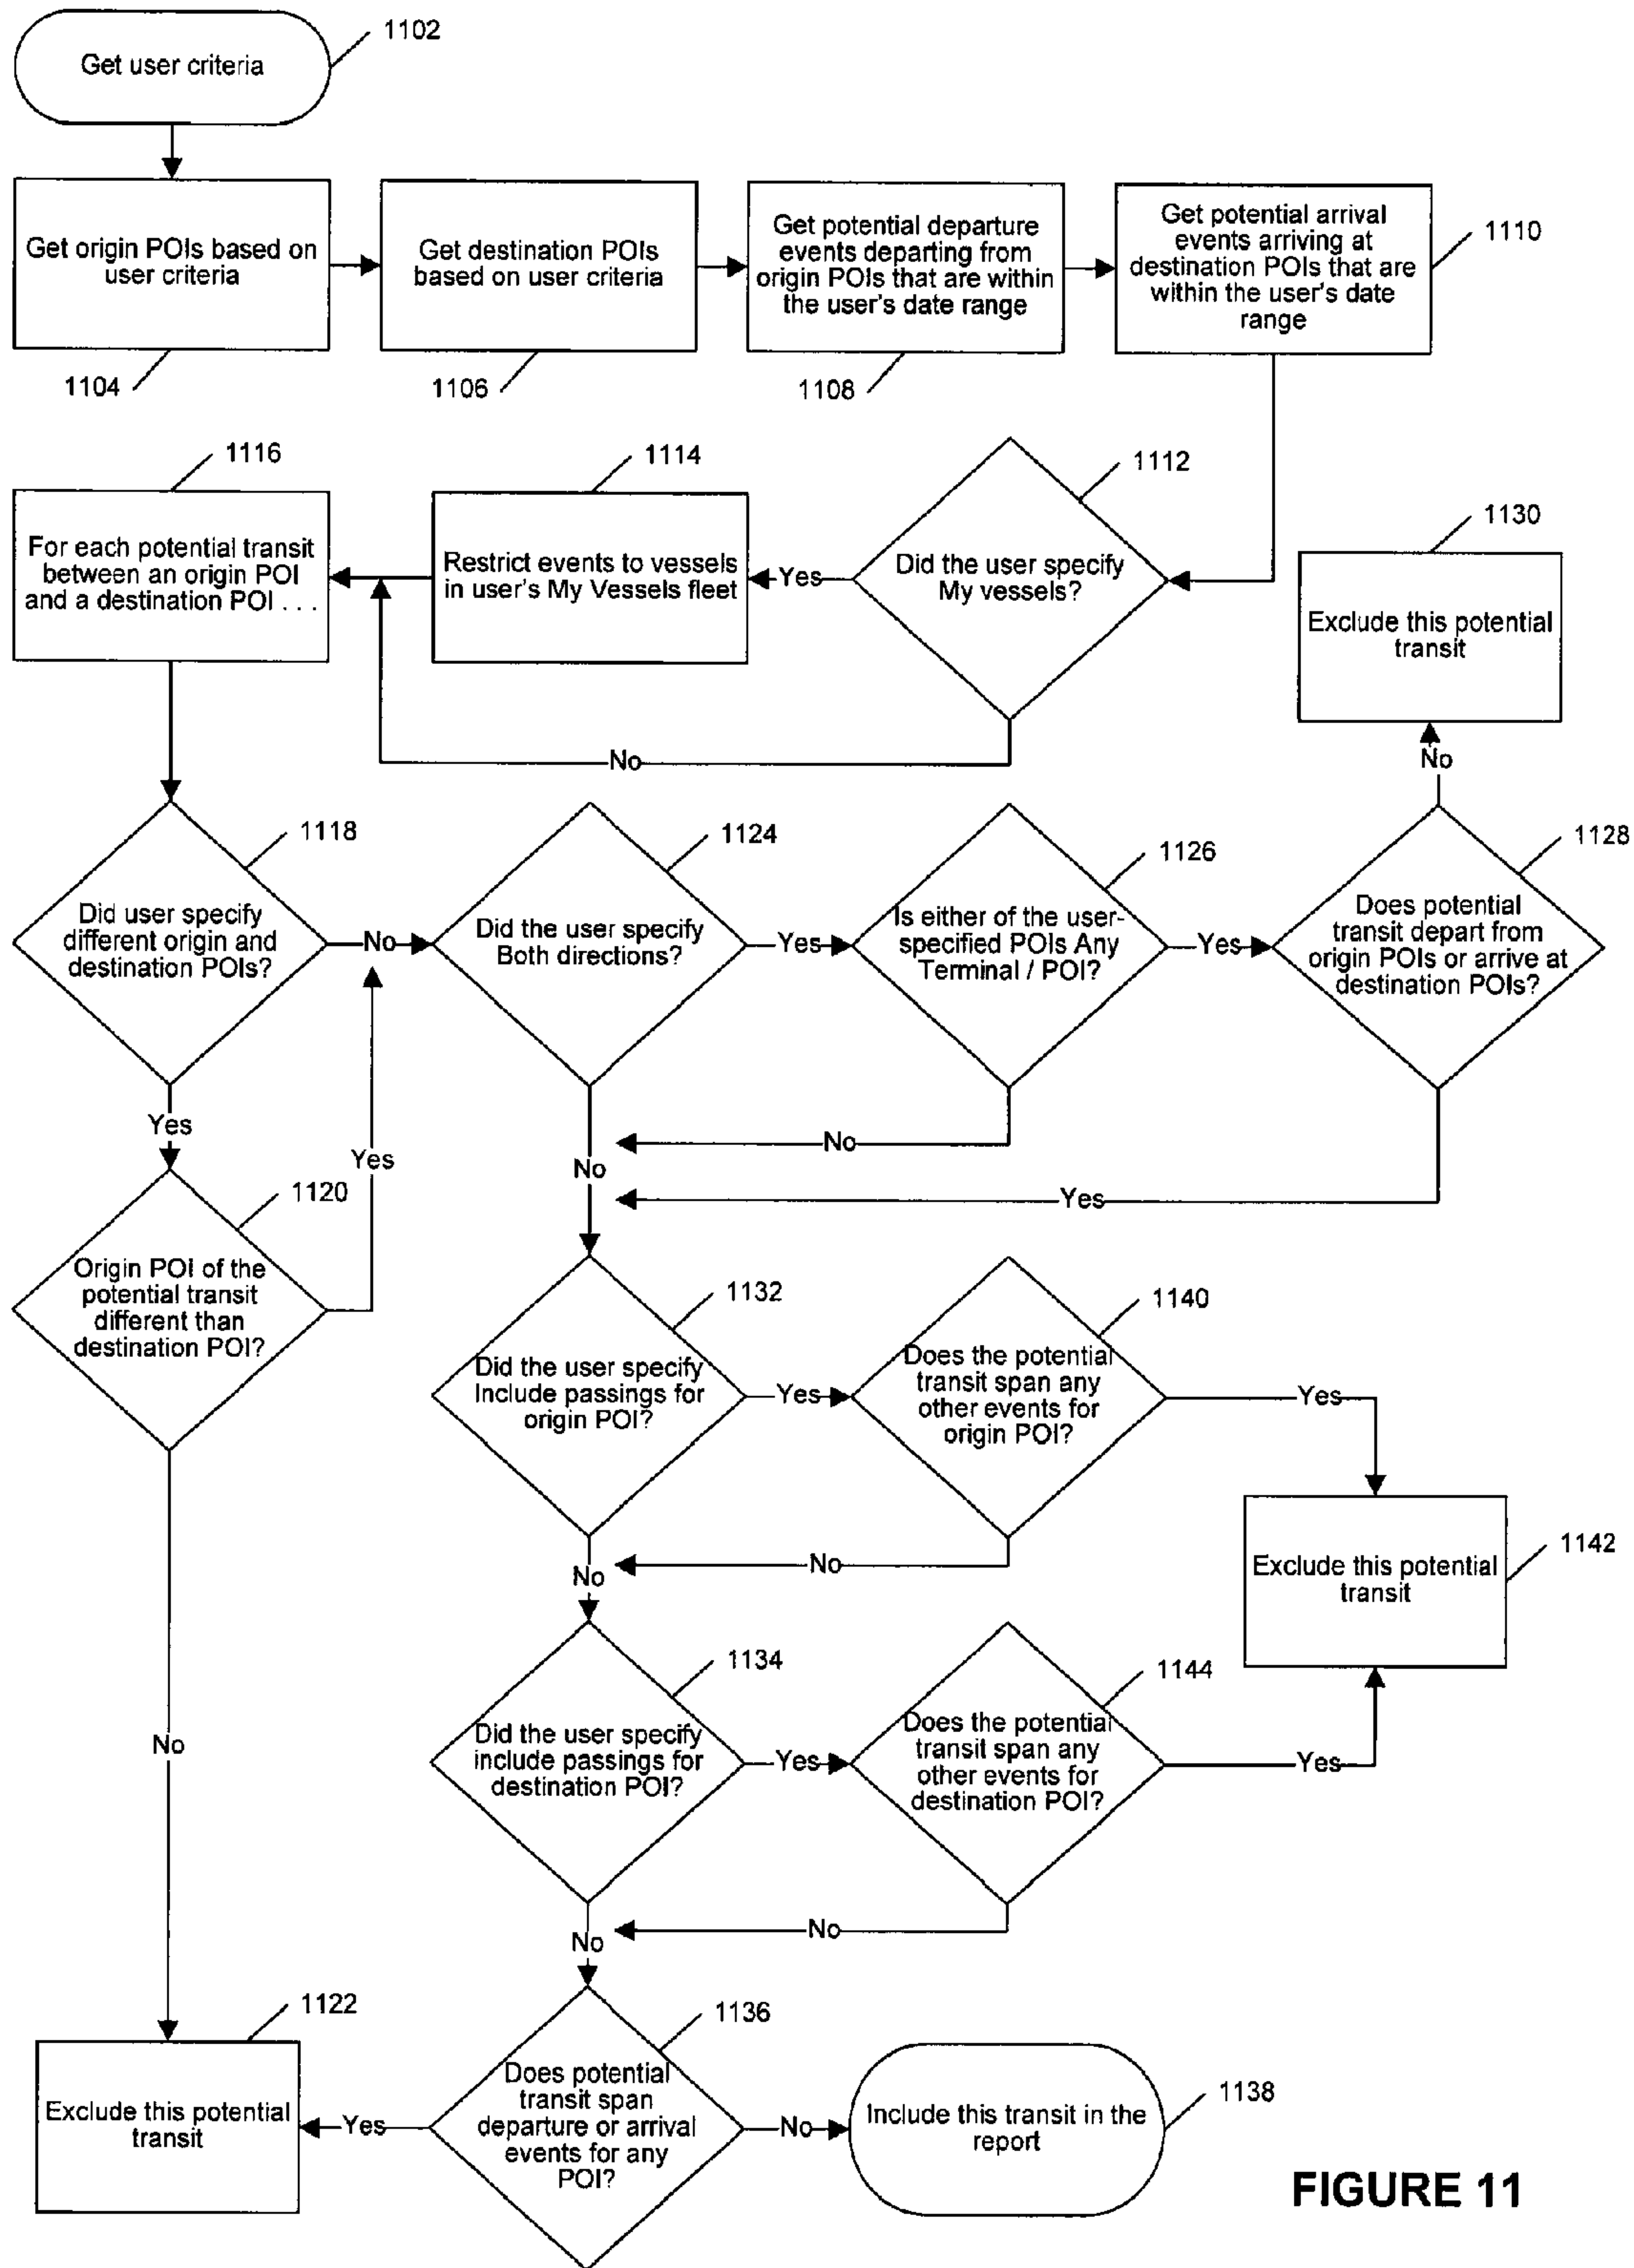 Get user criteria
1102
Get origin POIs based on
user criteria
1104
Get destination POIs
based on user criteria
1106
Get potential departure
events departing from
origin POIs that are within
the user's date range
1108
Get potential arrival
events arriving at
destination POIs that are
within the user's date
range
1110
1116
For each potential transit
between an origin POI
and a destination POI . . .
1114
Restrict events to vessels
in user's My Vessels fleet
Yes
1112
Did the user specify
My vessels?
No
1130
Exclude this potential
transit
No
1118
Did user specify
different origin and
destination POIs?
No
Yes
1124
Did the user specify
Both directions?
Yes
No
1126
Is either of the user-
specified POIs Any
Terminal / POI?
Yes
No
1128
Does potential
transit depart from
origin POIs or arrive at
destination POIs?
Yes
1120
Origin POI of the
potential transit
different than
destination POI?
Yes
No
1132
Did the user specify
Include passings for
origin POI?
Yes
No
1140
Does the potential
transit span any
other events for
origin POI?
Yes
No
1142
Exclude this potential
transit
1134
Did the user specify
include passings for
destination POI?
Yes
No
1144
Does the potential
transit span any
other events for
destination POI?
Yes
No
1122
Exclude this potential
transit
Yes
1136
Does potential
transit span
departure or arrival
events for any
POI?
No
1138
Include this transit in the
report
FIGURE 11